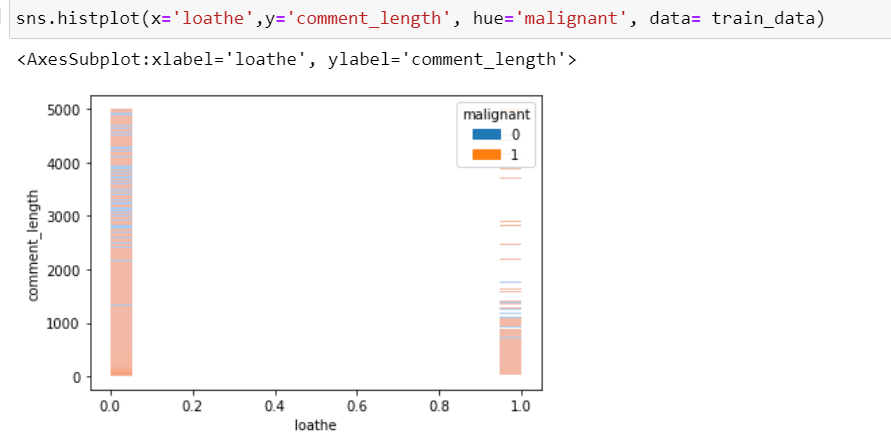 sns.histplot(x='loathe',y='comment_length', hue='malignant', data= train_data)
<AxesSubplot:xlabel='loathe', ylabel='comment_length'>
malignant
0
1
5000
4000
3000
2000
1000
0
comment_length
0.0 0.2 0.4 0.6 0.8 1.0
loathe